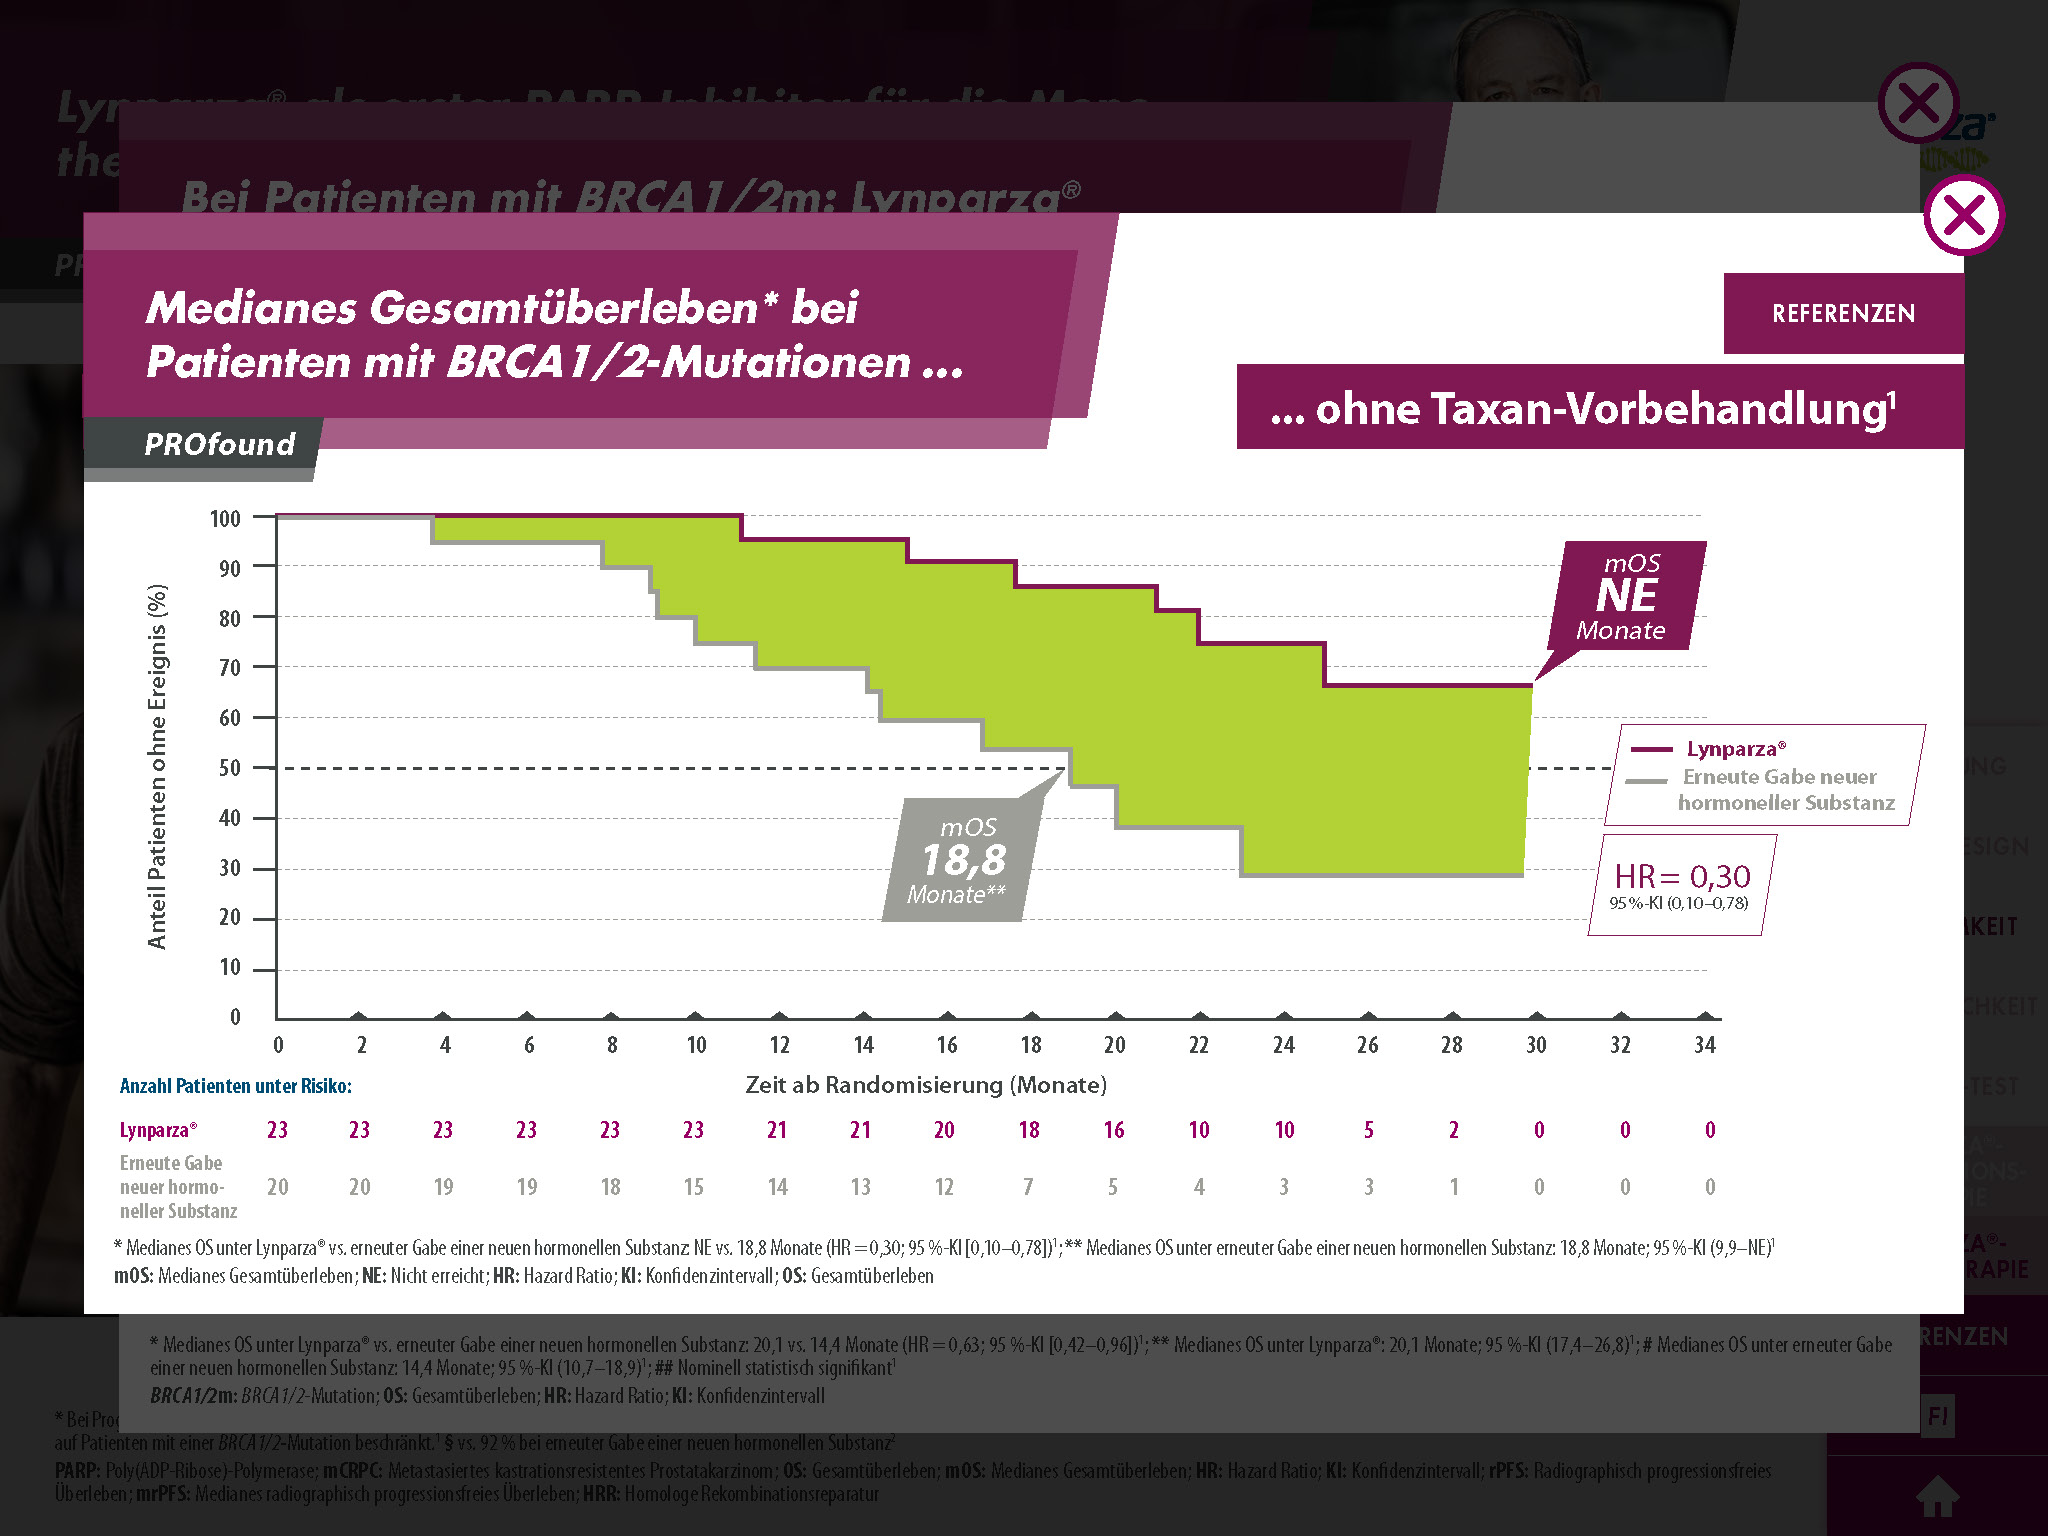 Lynparza® als erster PARP-Inhibitor für die Mono-
the
Bei Patienten mit BRCA1/2m: Lynparza®
za®
Medianes Gesamtüberleben* bei
Patienten mit BRCA1/2-Mutationen ...
REFERENZEN
... ohne Taxan-Vorbehandlung¹
PROfound
Anteil Patienten ohne Ereignis (%)
100
90
80
70
60
50
40
30
20
10
0
mOS
NE
Monate
mOS
18,8
Monate**
Lynparza®
Erneute Gabe neuer
hormoneller Substanz
HR = 0,30
95 %-KI (0,10–0,78)
0 2 4 6 8 10 12 14 16 18 20 22 24 26 28 30 32 34
Anzahl Patienten unter Risiko:
Zeit ab Randomisierung (Monate)
Lynparza® 23 23 23 23 23 23 21 21 20 18 16 10 10 5 2 0 0 0
Erneute Gabe
neuer hormo- 20 20 19 19 18 15 14 13 12 7 5 4 3 3 1 0 0 0
neller Substanz
* Medianes OS unter Lynparza® vs. erneuter Gabe einer neuen hormonellen Substanz: NE vs. 18,8 Monate (HR = 0,30; 95 %-KI [0,10–0,78])¹; ** Medianes OS unter erneuter Gabe einer neuen hormonellen Substanz: 18,8 Monate; 95 %-KI (9,9–NE)¹
mOS: Medianes Gesamtüberleben; NE: Nicht erreicht; HR: Hazard Ratio; KI: Konfidenzintervall; OS: Gesamtüberleben
UNG
ESIGN
AKEIT
CHKEIT
-TEST
ZA®-
IONS-
PIE
ZA®-
RAPIE
RENZEN
FI
* Medianes OS unter Lynparza® vs. erneuter Gabe einer neuen hormonellen Substanz: 20,1 vs. 14,4 Monate (HR = 0,63; 95 %-KI [0,42–0,96])¹; ** Medianes OS unter Lynparza®: 20,1 Monate; 95 %-KI (17,4–26,8)¹; # Medianes OS unter erneuter Gabe
einer neuen hormonellen Substanz: 14,4 Monate; 95 %-KI (10,7–18,9)¹; ## Nominell statistisch signifikant¹
BRCA1/2m: BRCA1/2-Mutation; OS: Gesamtüberleben; HR: Hazard Ratio; KI: Konfidenzintervall
* Bei Prog
auf Patienten mit einer BRCA1/2-Mutation beschränkt.¹ § vs. 92 % bei erneuter Gabe einer neuen hormonellen Substanz²
PARP: Poly(ADP-Ribose)-Polymerase; mCRPC: Metastasiertes kastrationsresistentes Prostatakarzinom; OS: Gesamtüberleben; mOS: Medianes Gesamtüberleben; HR: Hazard Ratio; KI: Konfidenzintervall; rPFS: Radiographisch progressionsfreies
Überleben; mrPFS: Medianes radiographisch progressionsfreies Überleben; HRR: Homologe Rekombinationsreparatur